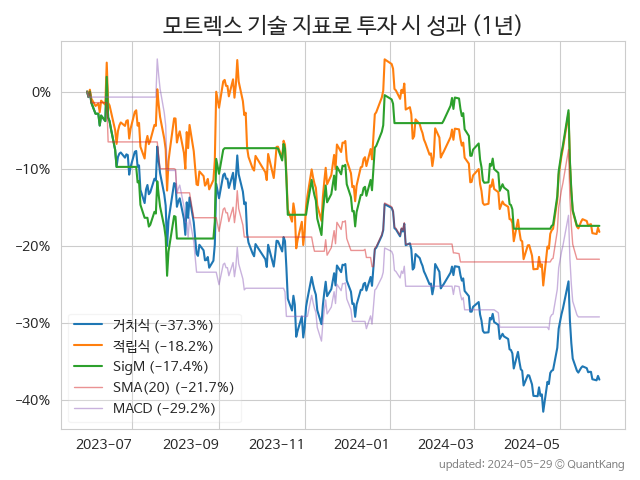 모트렉스 기술 지표로 투자 시 성과 (1년)
0%
−10%
−20%
−30%
−40%
거치식 (−37.3%)
적립식 (−18.2%)
SigM (−17.4%)
SMA(20) (−21.7%)
MACD (−29.2%)
2023-07 2023-09 2023-11 2024-01 2024-03 2024-05
updated: 2024-05-29 © QuantKang